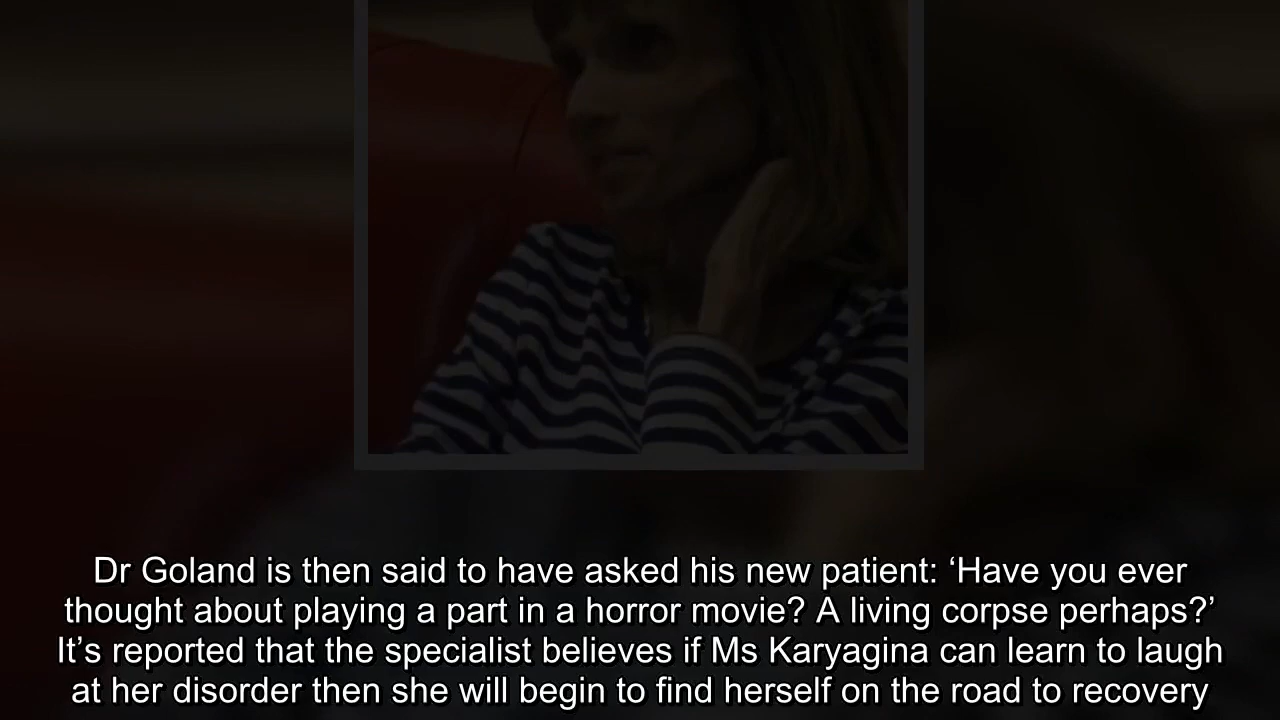 Dr Goland is then said to have asked his new patient: ‘Have you ever
thought about playing a part in a horror movie? A living corpse perhaps?’
It’s reported that the specialist believes if Ms Karyagina can learn to laugh
at her disorder then she will begin to find herself on the road to recovery